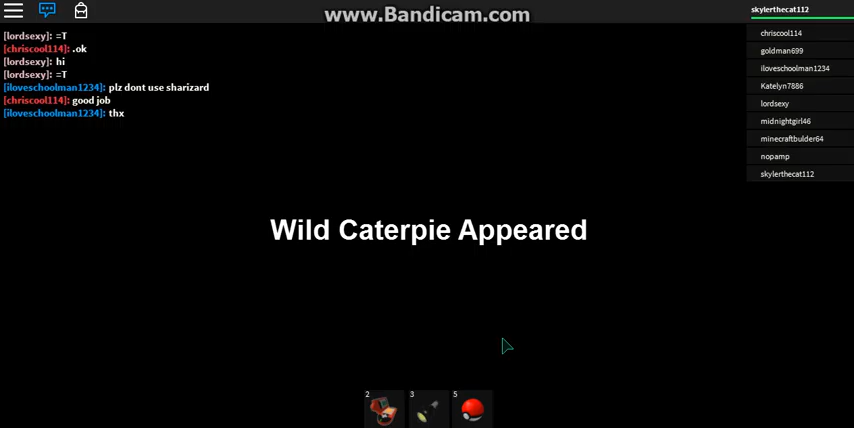 www.Bandicam.com
skylerthecat112
[lordsexy]: =T
[chriscool114]: .ok
[lordsexy]: hi
[lordsexy]: =T
[iloveschoolman1234]: plz dont use sharizard
[chriscool114]: good job
[iloveschoolman1234]: thx
chriscool114
goldman699
iloveschoolman1234
Katelyn7886
lordsexy
midnightgirl46
minecraftbulder64
nopamp
skylerthecat112
Wild Caterpie Appeared
2 3 5